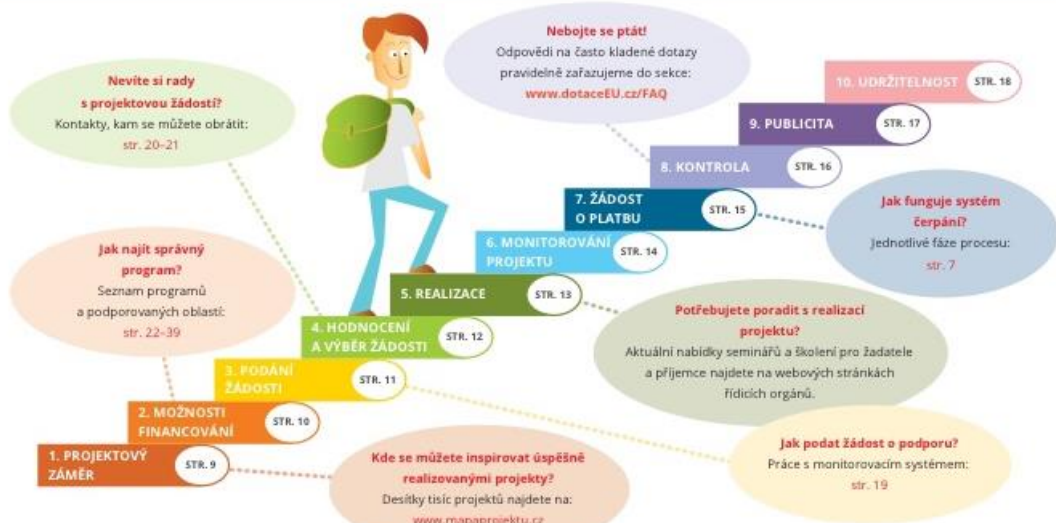 Nevíte si rady
s projektovou žádostí?
Kontakty, kam se můžete obrátit:
str. 20–21
Nebojte se ptát!
Odpovědi na často kladené dotazy
pravidelně zařazujeme do sekce:
www.dotaceEU.cz/FAQ
10. UDRŽITELNOST STR. 18
9. PUBLICITA STR. 17
8. KONTROLA STR. 16
7. ŽÁDOST
O PLATBU STR. 15
Jak funguje systém
čerpání?
Jednotlivé fáze procesu:
str. 7
6. MONITOROVÁNÍ
PROJEKTU STR. 14
Jak najít správný
program?
Seznam programů
a podporovaných oblastí:
str. 22–39
5. REALIZACE STR. 13
Potřebujete poradit s realizací
projektu?
Aktuální nabídky seminářů a školení pro žadatele
a příjemce najdete na webových stránkách
řídicích orgánů.
4. HODNOCENÍ
A VÝBĚR ŽÁDOSTI STR. 12
3. PODÁNÍ
ŽÁDOSTI STR. 11
2. MOŽNOSTI
FINANCOVÁNÍ STR. 10
1. PROJEKTOVÝ
ZÁMĚR STR. 9
Kde se můžete inspirovat úspěšně
realizovanými projekty?
Desítky tisíc projektů najdete na:
www.mapaprojektu.cz
Jak podat žádost o podporu?
Práce s monitorovacím systémem:
str. 19